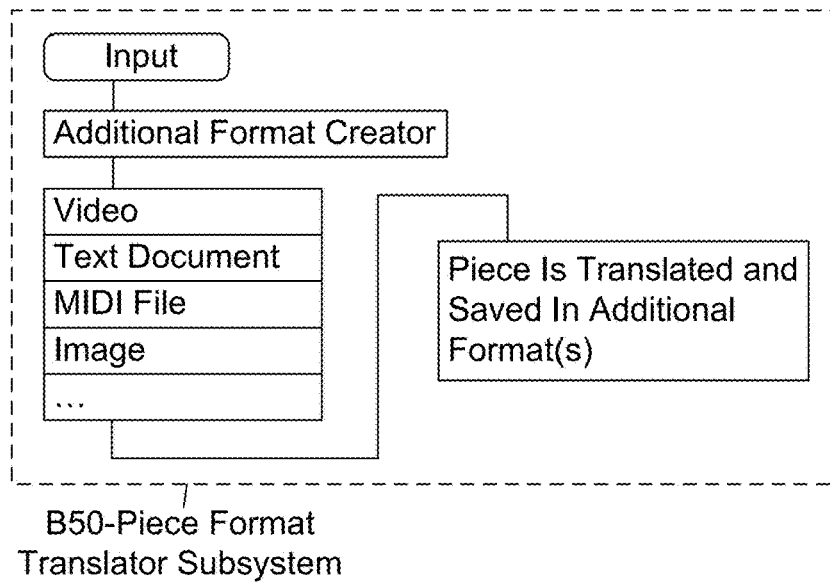 Input
Additional Format Creator
Video
Text Document
MIDI File
Image
...
Piece Is Translated and
Saved In Additional
Format(s)
B50-Piece Format
Translator Subsystem